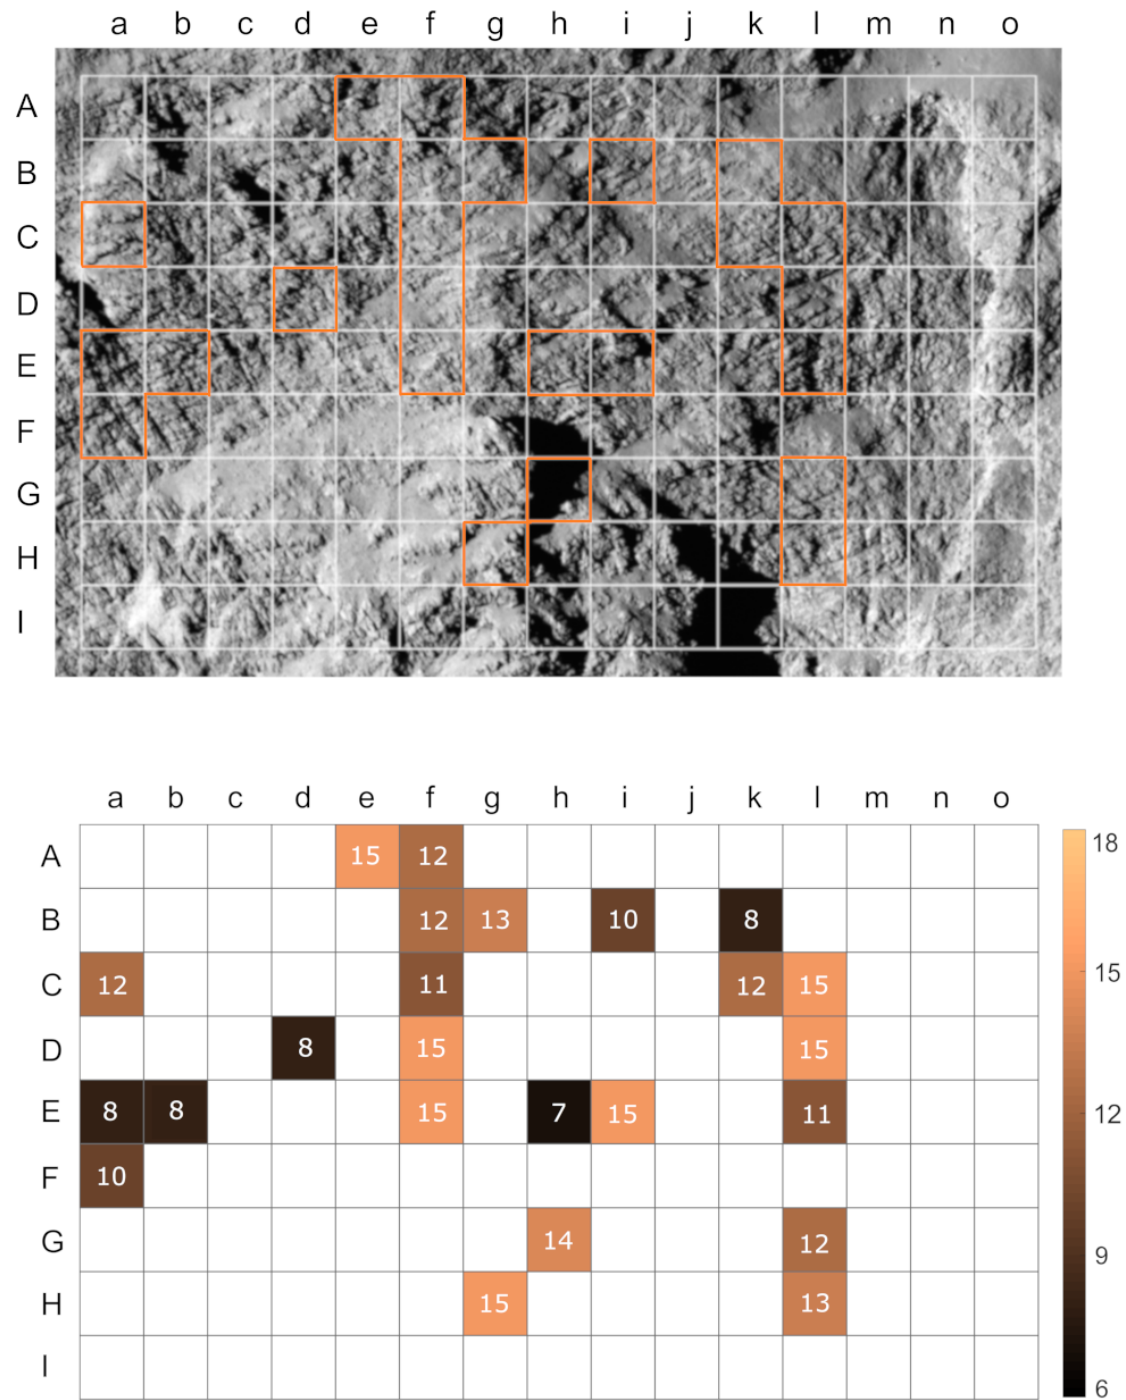 a b c d e f g h i j k l m n o
A
B
C
D
E
F
G
H
I
a b c d e f g h i j k l m n o
A 15 12
B 12 13 10 8
C 12 11 12 15
D 8 15 15
E 8 8 15 7 15 11
F 10
G 14 12
H 15 13
I
18
15
12
9
6